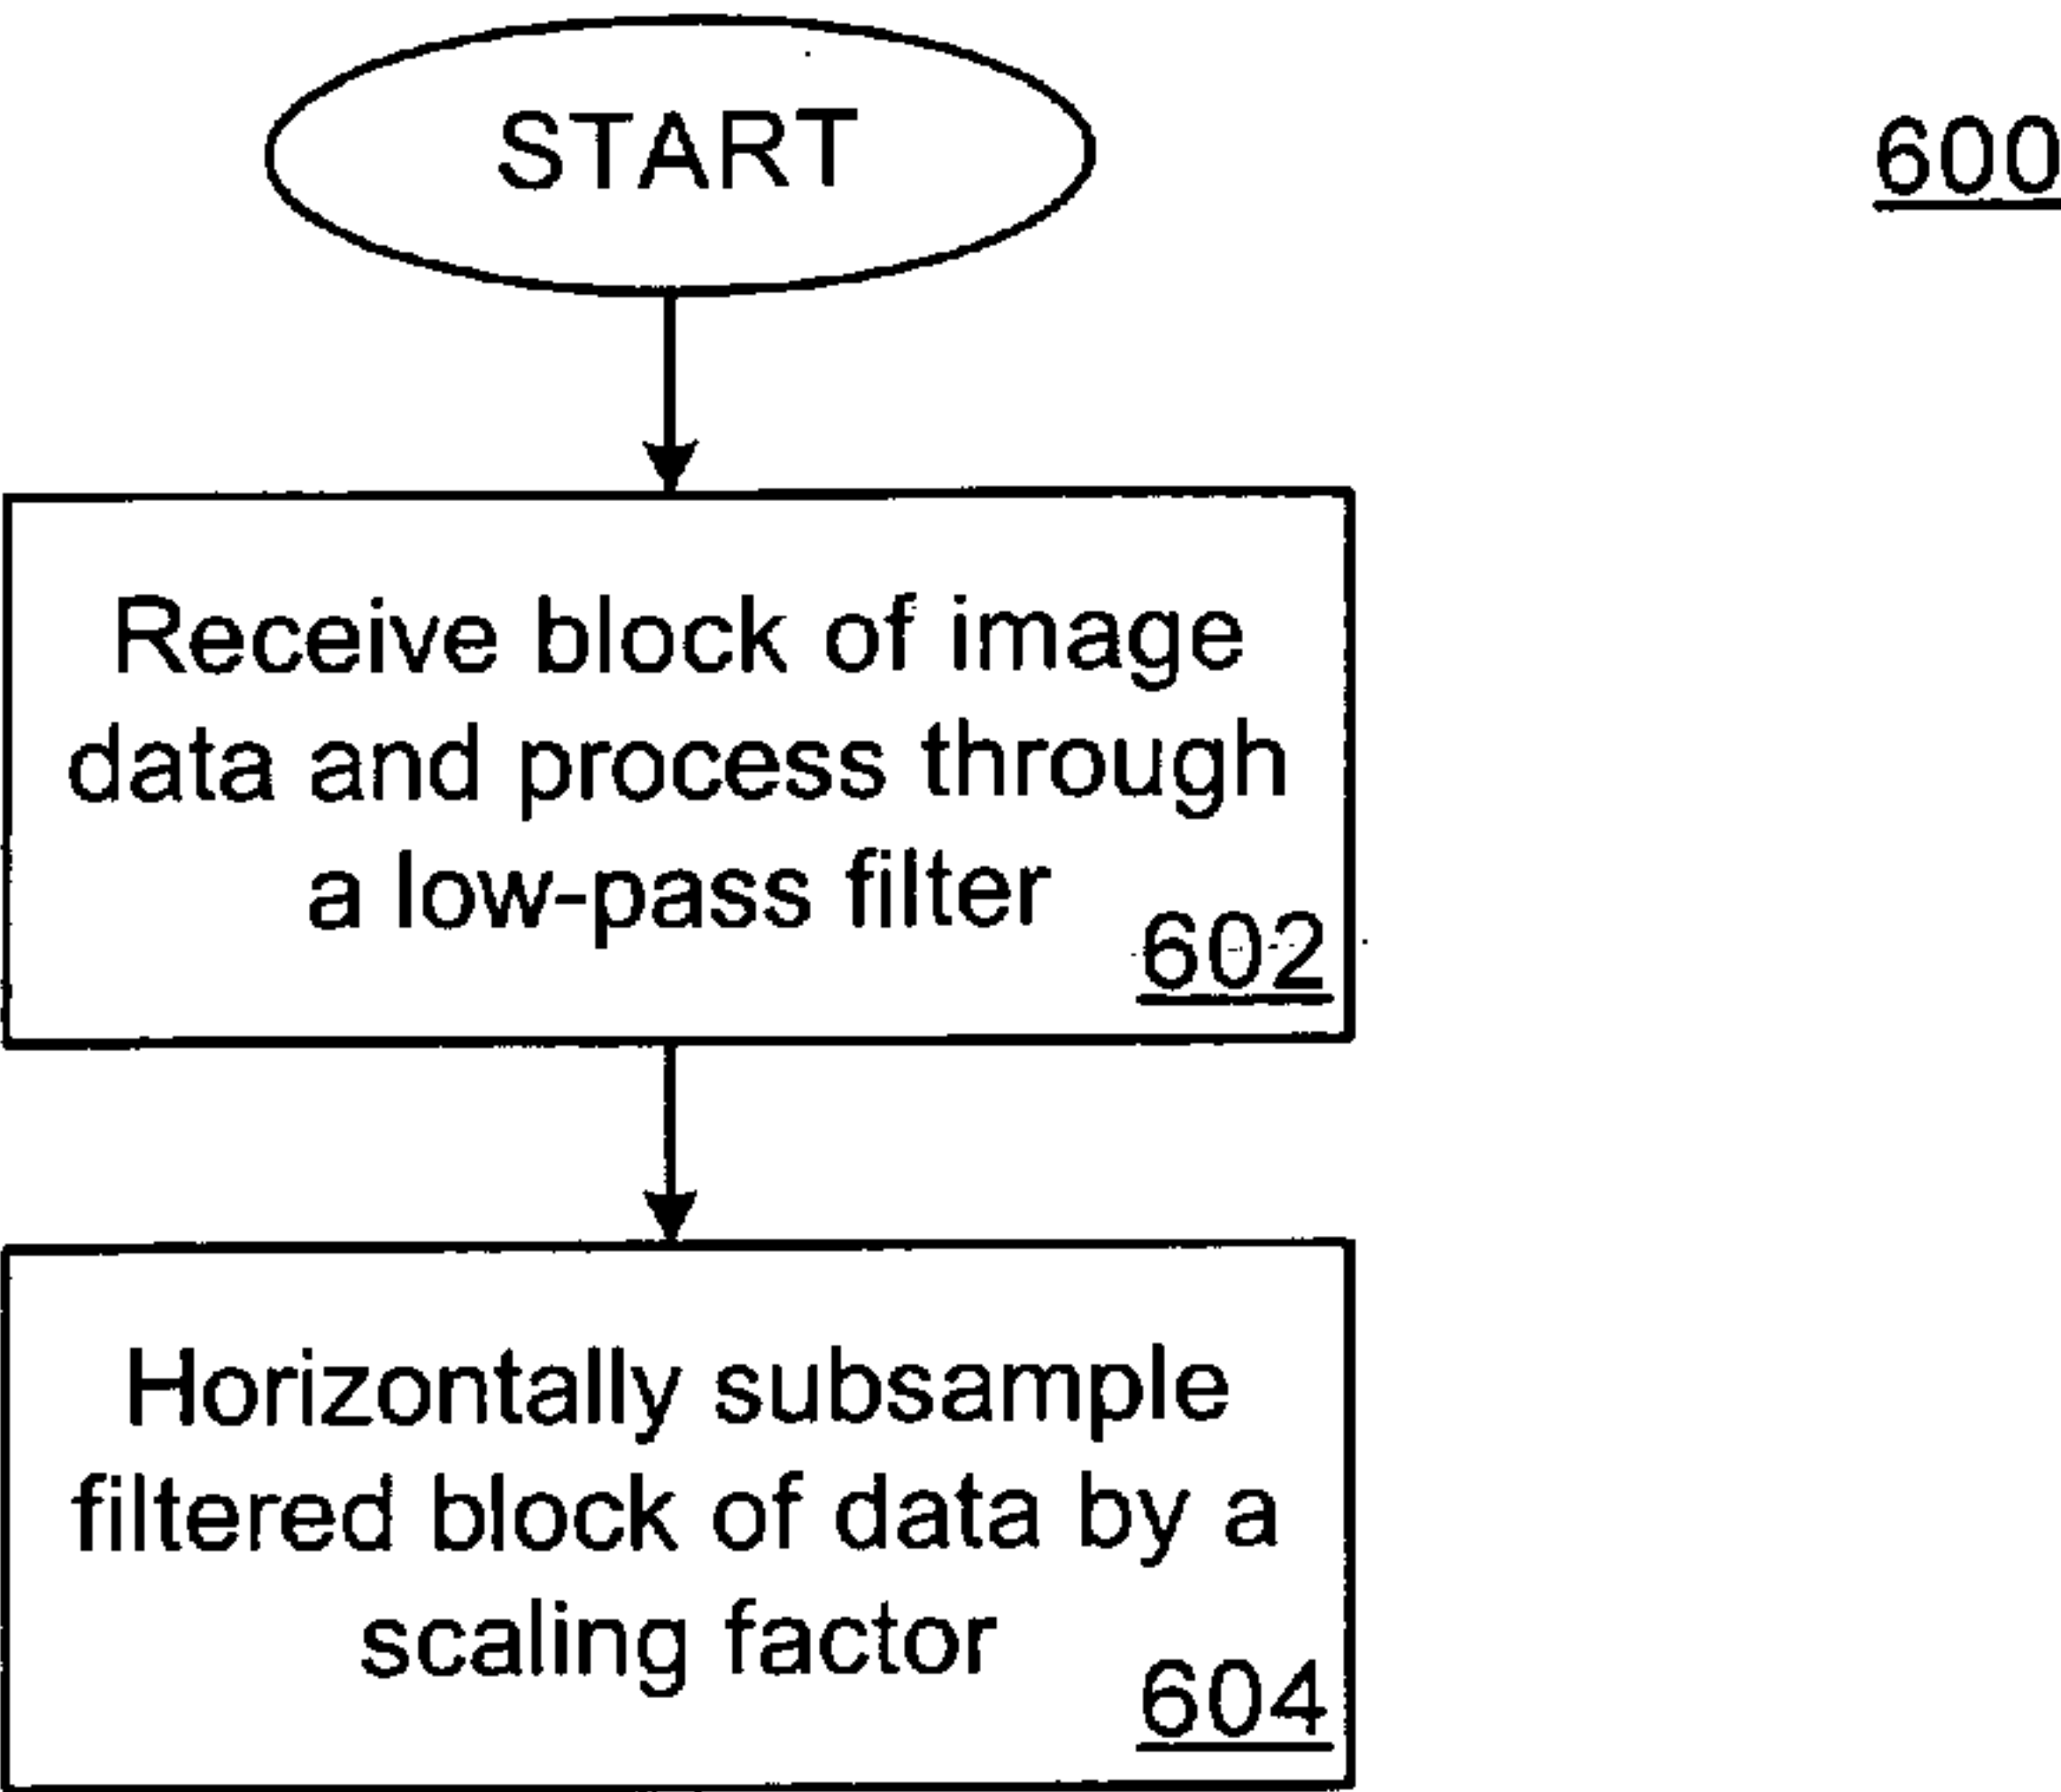 START
600
Receive block of image
data and process through
a low-pass filter
602
Horizontally subsample
filtered block of data by a
scaling factor
604